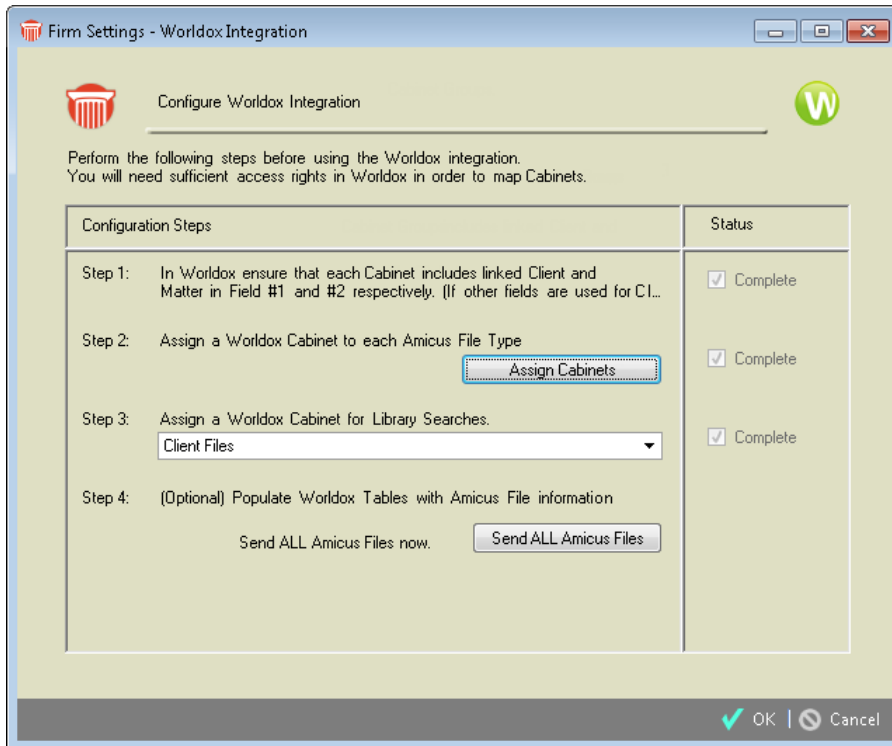 Firm Settings - Worldox Integration
Configure Worldox Integration
W
Perform the following steps before using the Worldox integration.
You will need sufficient access rights in Worldox in order to map Cabinets.
Configuration Steps
Status
Step 1:
In Worldox ensure that each Cabinet includes linked Client and
Matter in Field #1 and #2 respectively. (If other fields are used for Cl...
Complete
Step 2:
Assign a Worldox Cabinet to each Amicus File Type
Assign Cabinets
Complete
Step 3:
Assign a Worldox Cabinet for Library Searches.
Client Files
Complete
Step 4:
(Optional) Populate Worldox Tables with Amicus File information
Send ALL Amicus Files now.
Send ALL Amicus Files
OK | Cancel